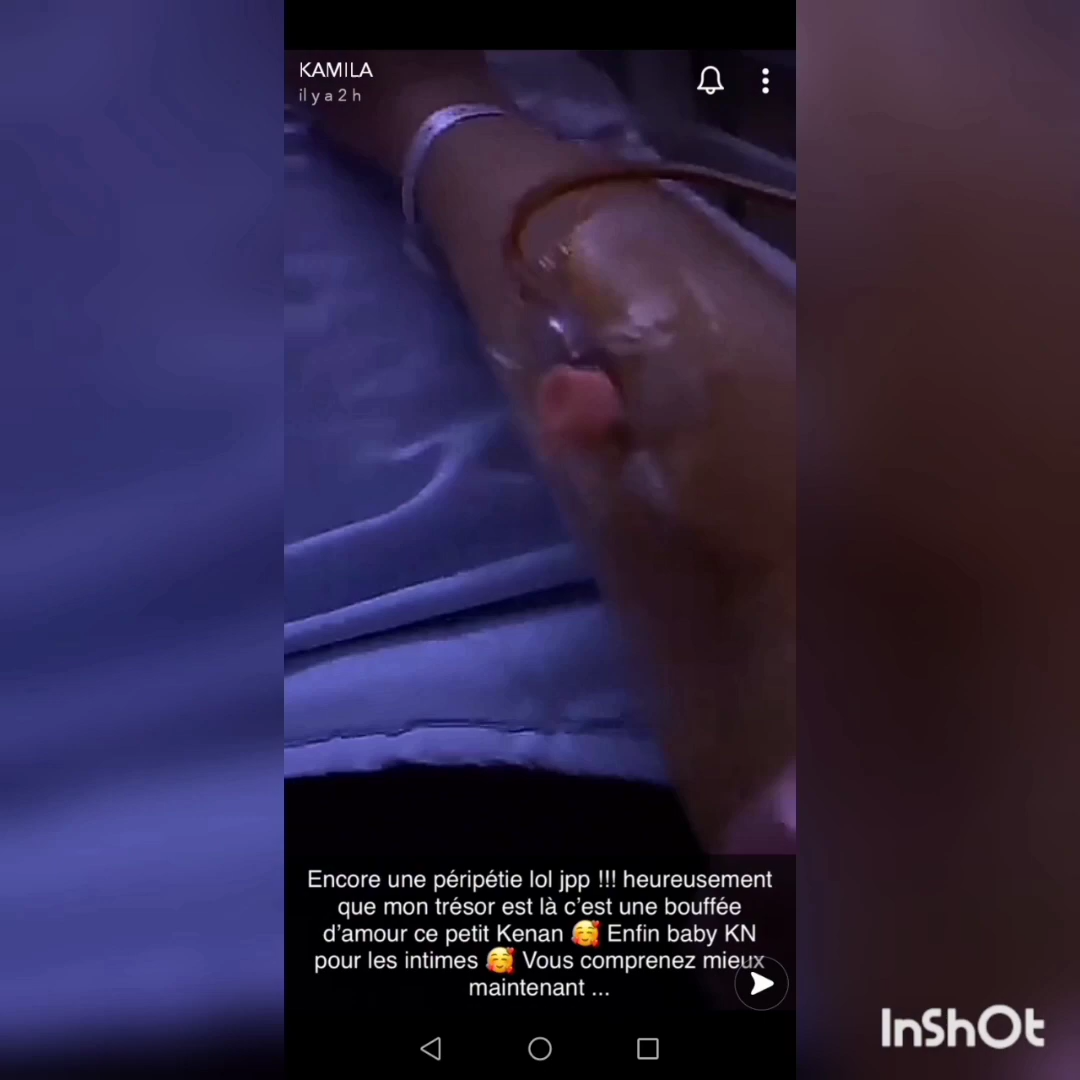 KAMILA
il y a 2 h
Encore une péripétie lol jpp !!! heureusement
que mon trésor est là c’est une bouffée
d’amour ce petit Kenan 🥰 Enfin baby KN
pour les intimes 🥰 Vous comprenez mieux
maintenant ...
InShOt